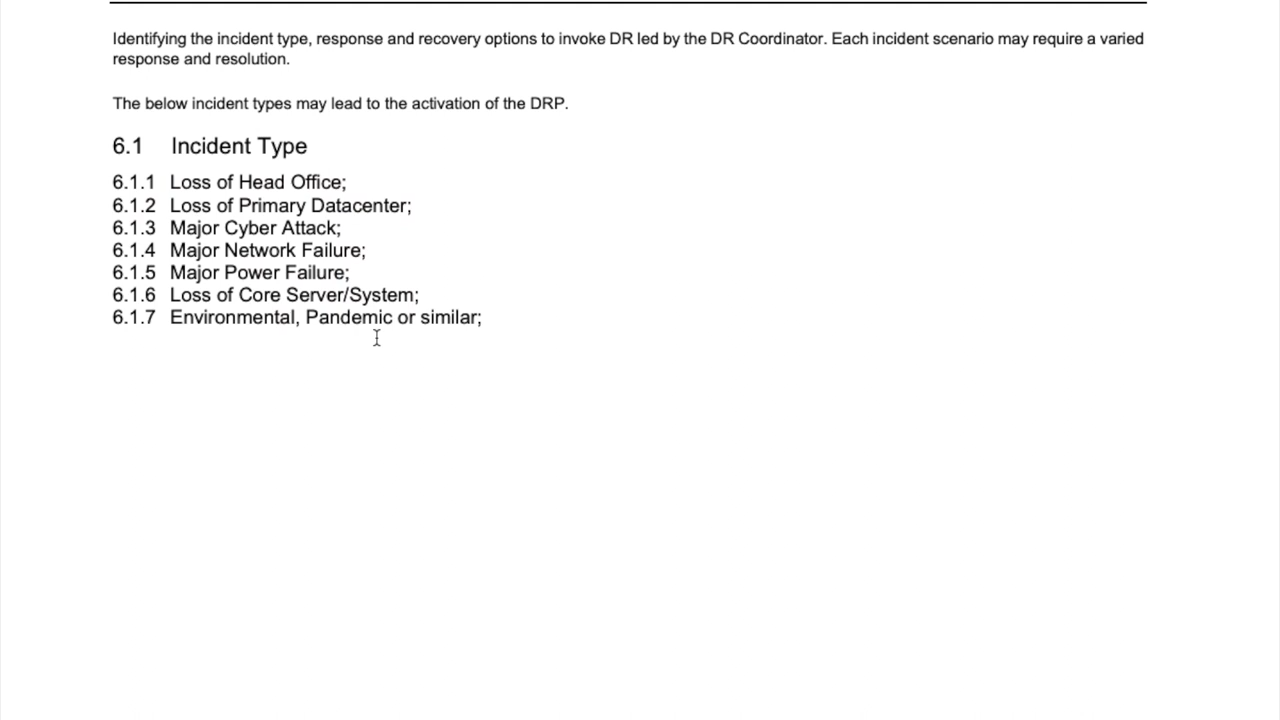 Identifying the incident type, response and recovery options to invoke DR led by the DR Coordinator. Each incident scenario may require a varied
response and resolution.
The below incident types may lead to the activation of the DRP.
6.1 Incident Type
6.1.1 Loss of Head Office;
6.1.2 Loss of Primary Datacenter;
6.1.3 Major Cyber Attack;
6.1.4 Major Network Failure;
6.1.5 Major Power Failure;
6.1.6 Loss of Core Server/System;
6.1.7 Environmental, Pandemic or similar;